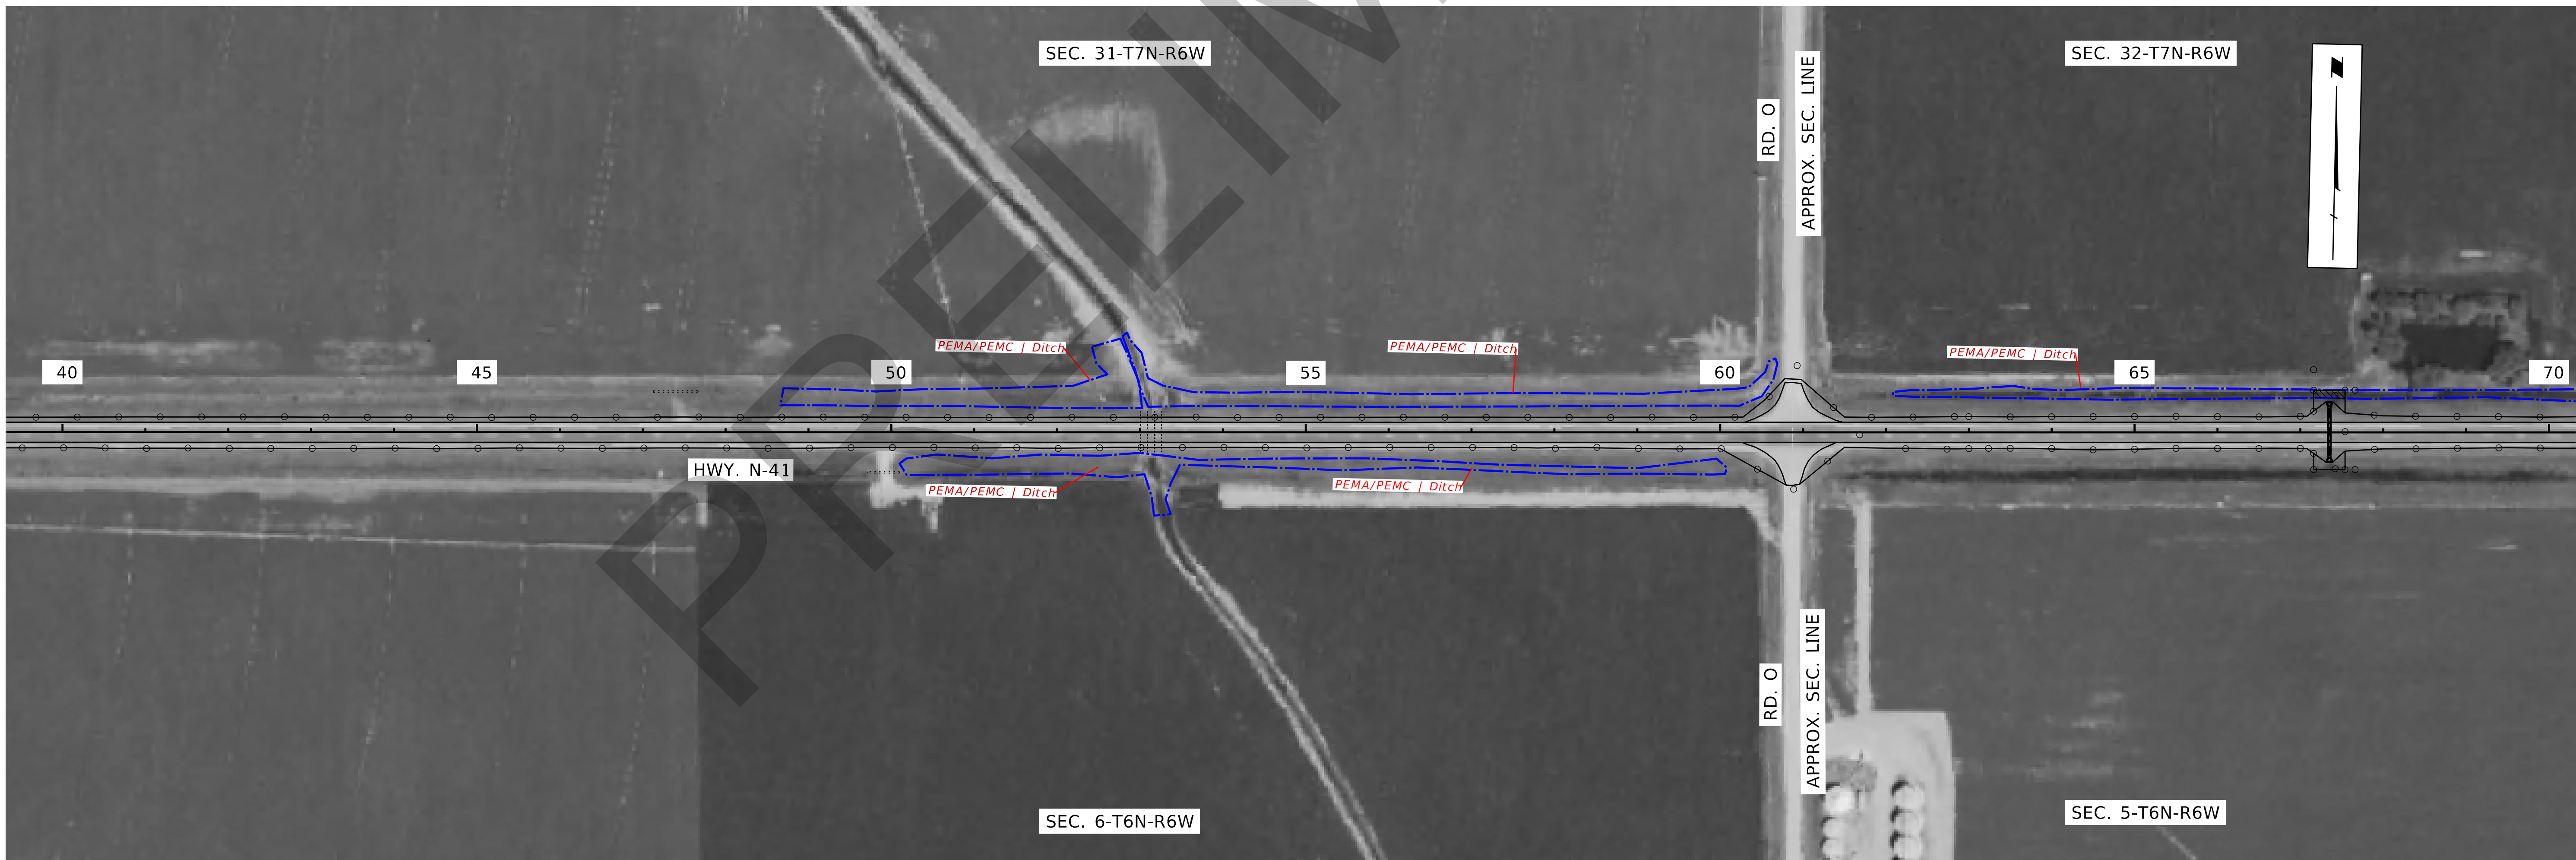 SEC. 31-T7N-R6W
SEC. 32-T7N-R6W
N
RD. O
APPROX. SEC. LINE
PEMA/PEMC | Ditch
PEMA/PEMC | Ditch
PEMA/PEMC | Ditch
40
45
50
55
60
65
70
HWY. N-41
PEMA/PEMC | Ditch
PEMA/PEMC | Ditch
RD. O
APPROX. SEC. LINE
SEC. 6-T6N-R6W
SEC. 5-T6N-R6W
PRELIM